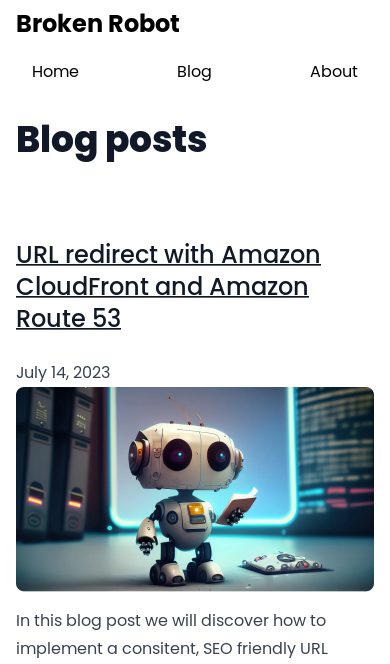 Broken Robot
Home Blog About
Blog posts
URL redirect with Amazon
CloudFront and Amazon
Route 53
July 14, 2023
In this blog post we will discover how to
implement a consitent, SEO friendly URL